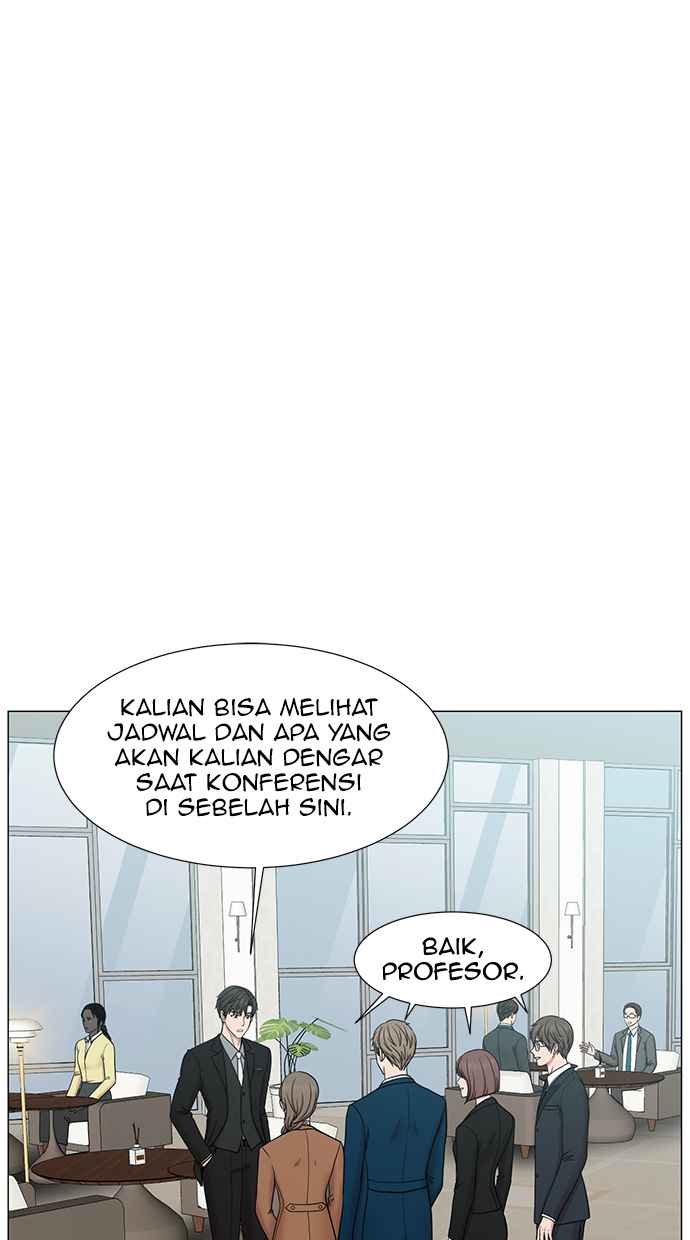 KALIAN BISA MELIHAT
JADWAL DAN APA YANG
AKAN KALIAN DENGAR
SAAT KONFERENSI
DI SEBELAH SINI.
BAIK,
PROFESOR.